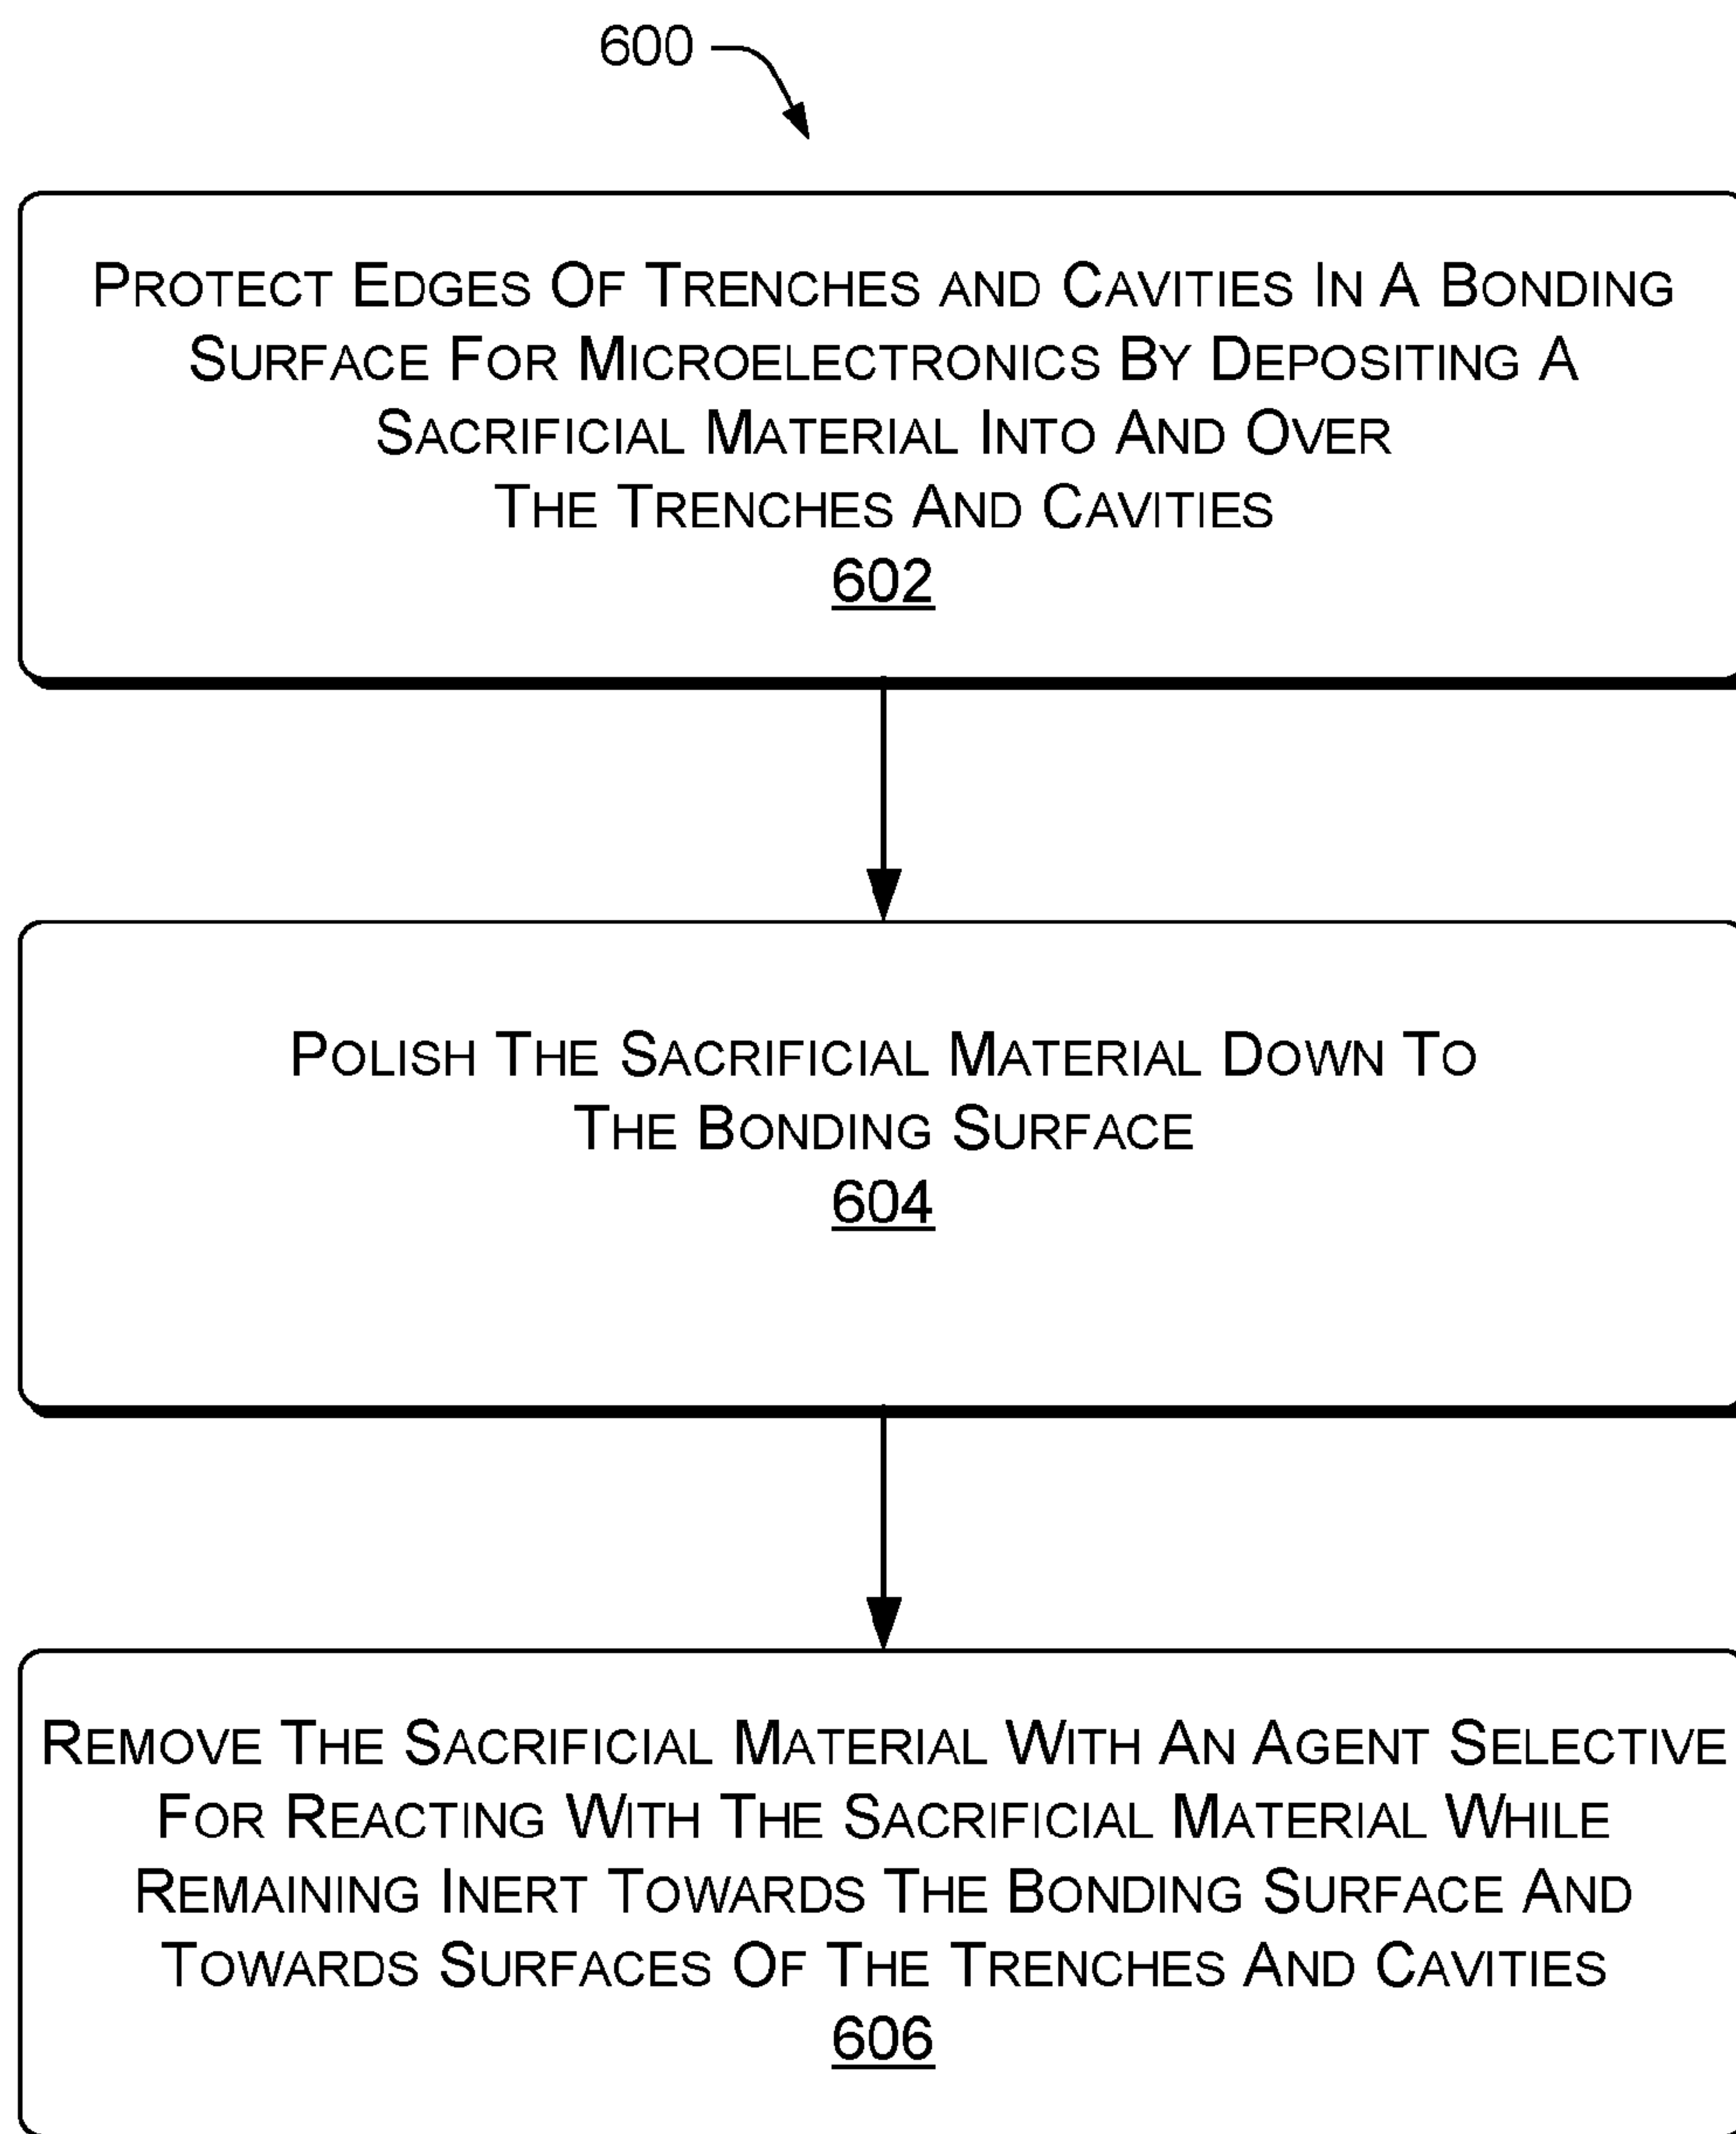 600
PROTECT EDGES OF TRENCHES AND CAVITIES IN A BONDING
SURFACE FOR MICROELECTRONICS BY DEPOSITING A
SACRIFICIAL MATERIAL INTO AND OVER
THE TRENCHES AND CAVITIES
602
POLISH THE SACRIFICIAL MATERIAL DOWN TO
THE BONDING SURFACE
604
REMOVE THE SACRIFICIAL MATERIAL WITH AN AGENT SELECTIVE
FOR REACTING WITH THE SACRIFICIAL MATERIAL WHILE
REMAINING INERT TOWARDS THE BONDING SURFACE AND
TOWARDS SURFACES OF THE TRENCHES AND CAVITIES
606